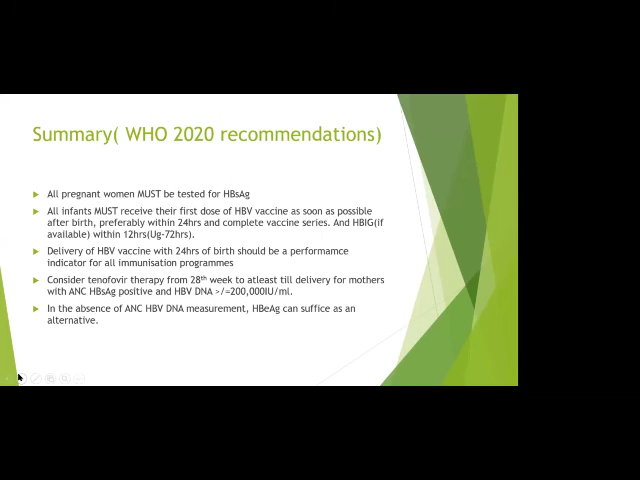 Summary( WHO 2020 recommendations)
All pregnant women MUST be tested for HBsAg
All infants MUST receive their first dose of HBV vaccine as soon as possible
after birth, preferably within 24hrs and complete vaccine series. And HBIG(if
available) within 12hrs(Ug-72hrs).
Delivery of HBV vaccine with 24hrs of birth should be a performamce
indicator for all immunisation programmes
Consider tenofovir therapy from 28th week to atleast till delivery for mothers
with ANC HBsAg positive and HBV DNA >/=200,000IU/ml.
In the absence of ANC HBV DNA measurement, HBeAg can suffice as an
alternative.